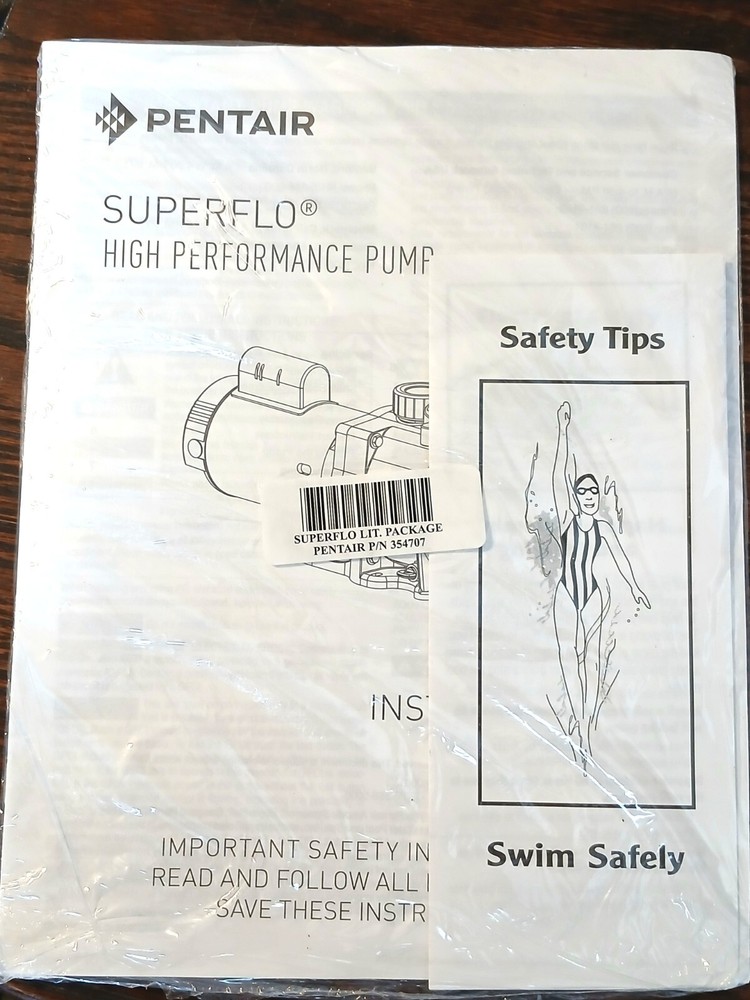 PENTAIR
SUPERFLO®
HIGH PERFORMANCE PUMP
Safety Tips
SUPERFLO LIT. PACKAGE
PENTAIR P/N 354707
INST
IMPORTANT SAFETY IN
READ AND FOLLOW ALL I
SAVE THESE INSTR
Swim Safely